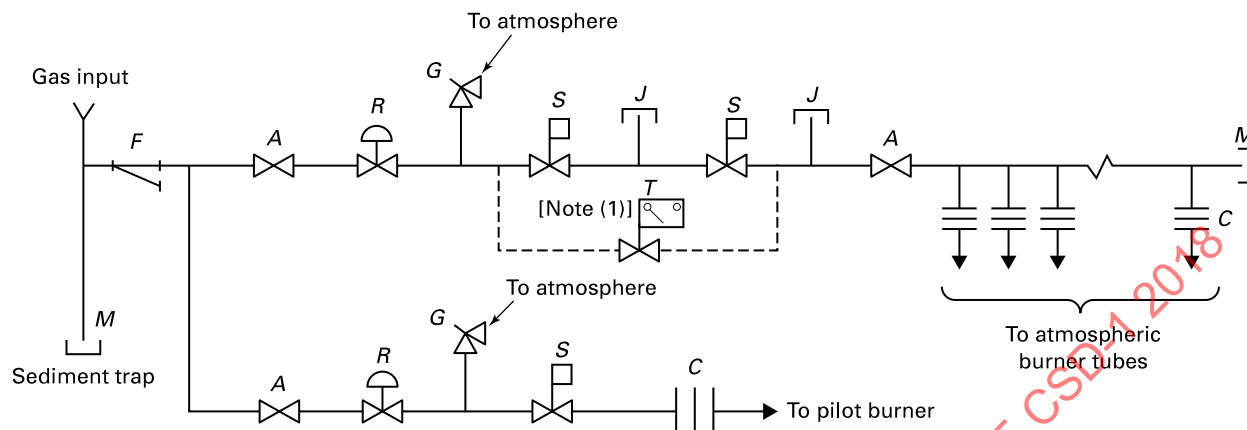 To atmosphere
Gas input
G
F
A
R
S
J
S
J
A
M
[Note (1)]
T
C
To atmosphere
G
M
Sediment trap
To atmospheric
burner tubes
A
R
S
C
To pilot burner
CSD-1 2018